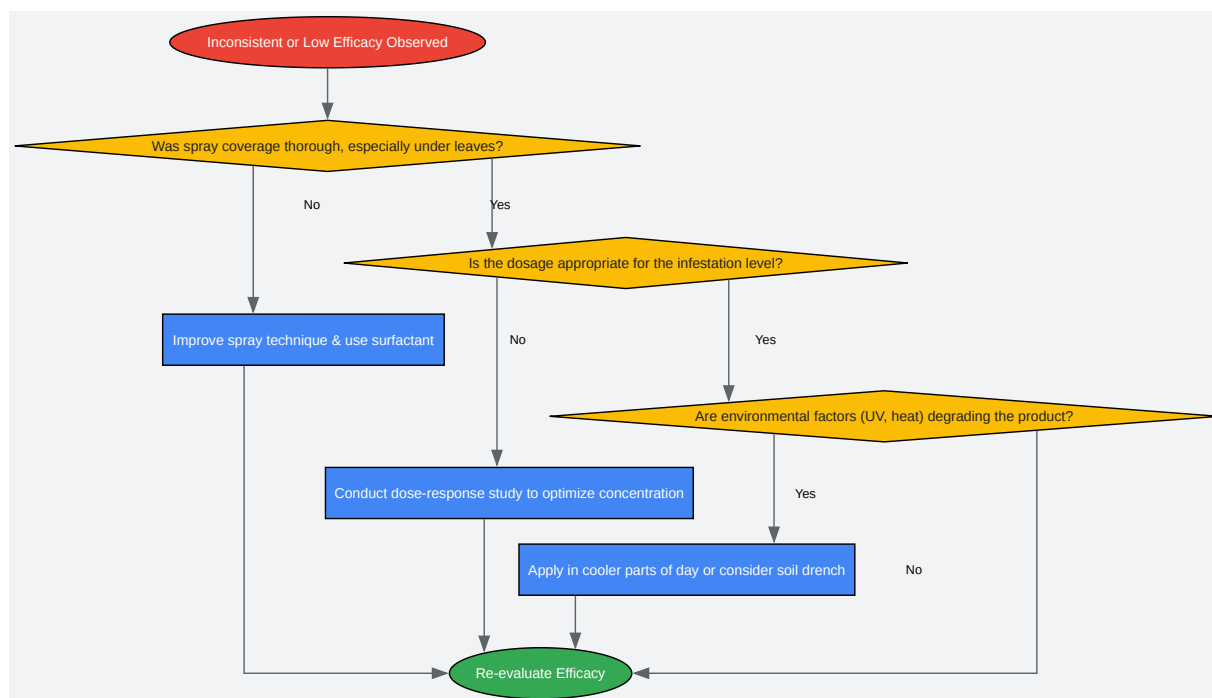 Inconsistent or Low Efficacy Observed
Was spray coverage thorough, especially under leaves?
No
Yes
Is the dosage appropriate for the infestation level?
Improve spray technique & use surfactant
No
Yes
Are environmental factors (UV, heat) degrading the product?
Conduct dose-response study to optimize concentration
Yes
Apply in cooler parts of day or consider soil drench
No
Re-evaluate Efficacy